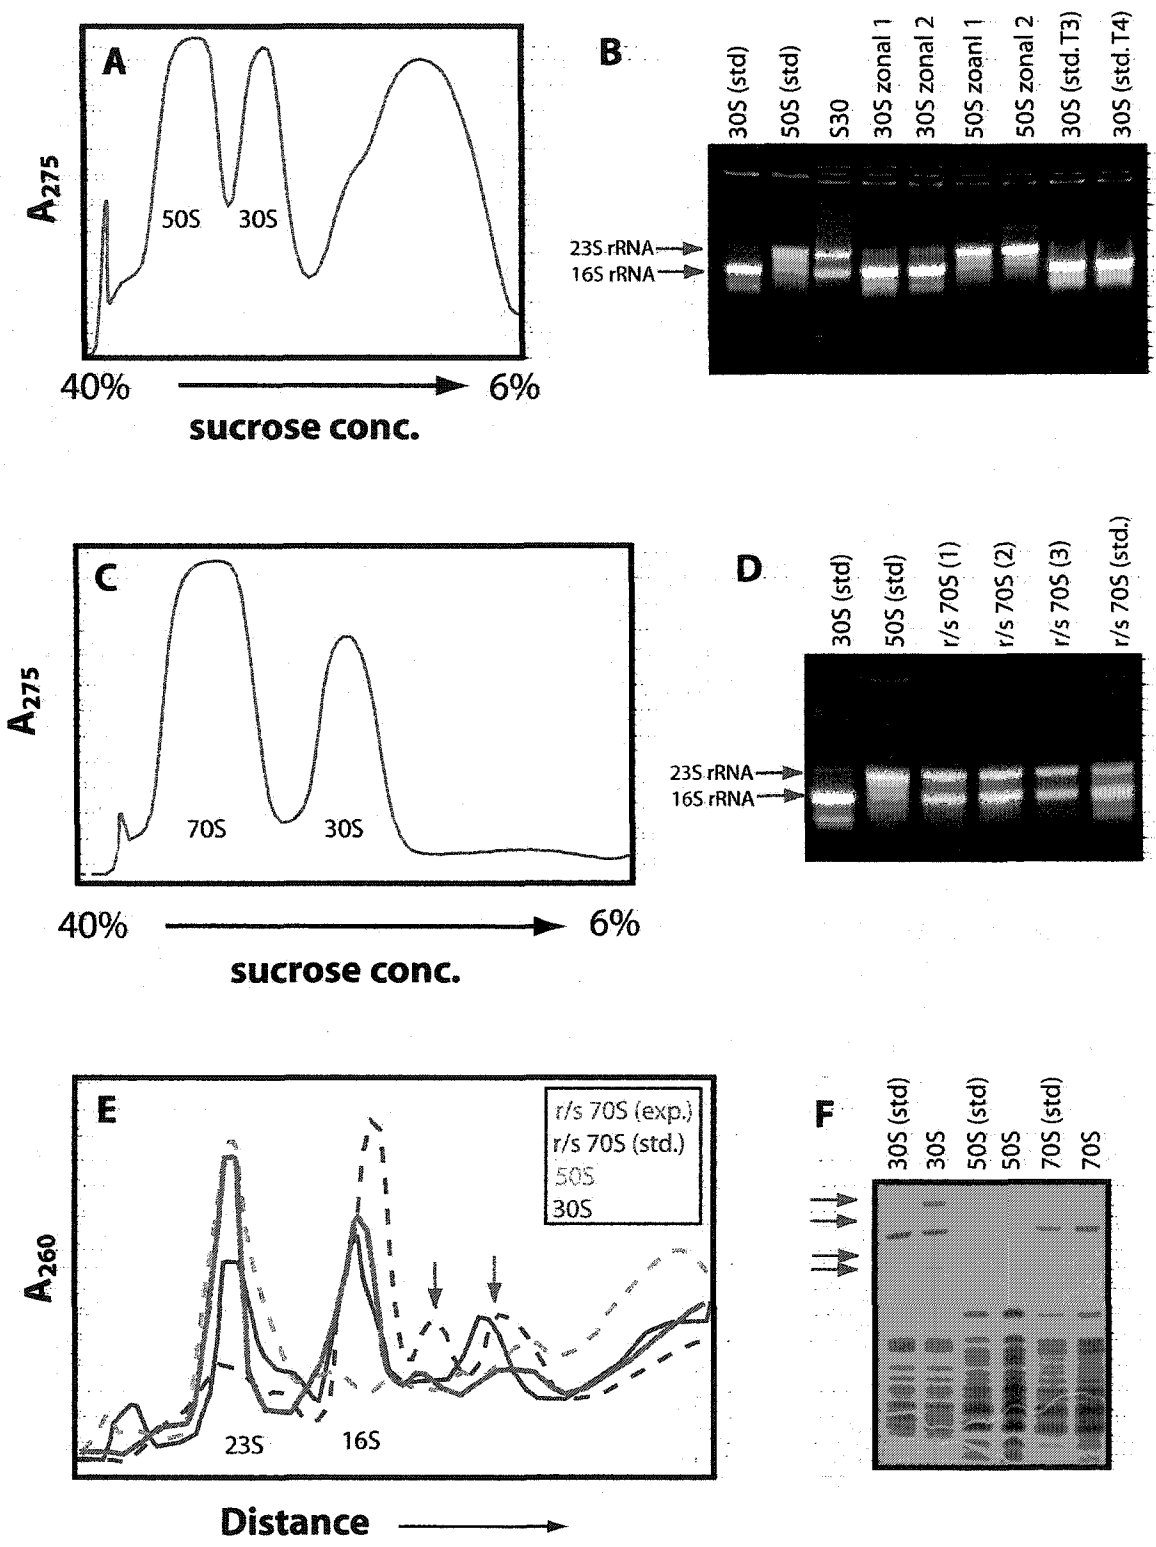 A
A275
50S
30S
40%
6%
sucrose conc.
B
30S (std)
50S (std)
S30
30S zonal 1
30S zonal 2
50S zoanl 1
50S zonal 2
30S (std. T3)
30S (std. T4)
23S rRNA
16S rRNA
C
A275
70S
30S
40%
6%
sucrose conc.
D
30S (std)
50S (std)
r/s 70S (1)
r/s 70S (2)
r/s 70S (3)
r/s 70S (std.)
23S rRNA
16S rRNA
E
A260
r/s 70S (exp.)
r/s 70S (std.)
50S
30S
23S
16S
Distance
F
30S (std)
30S
50S (std)
50S
70S (std)
70S